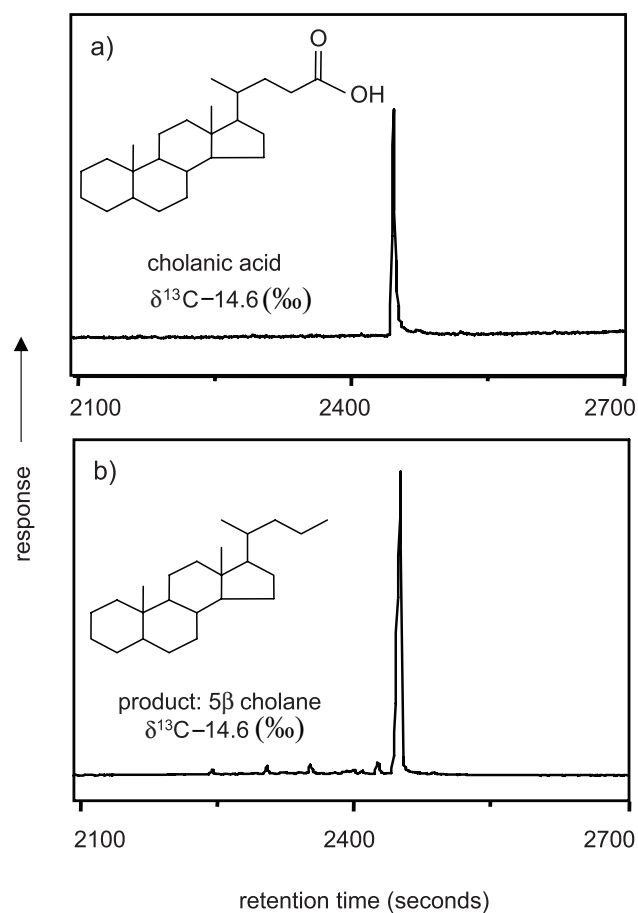 a)
O
OH
cholanic acid
δ¹³C−14.6 (‰)
2100 2400 2700
response
b)
product: 5β cholane
δ¹³C−14.6 (‰)
2100 2400 2700
retention time (seconds)